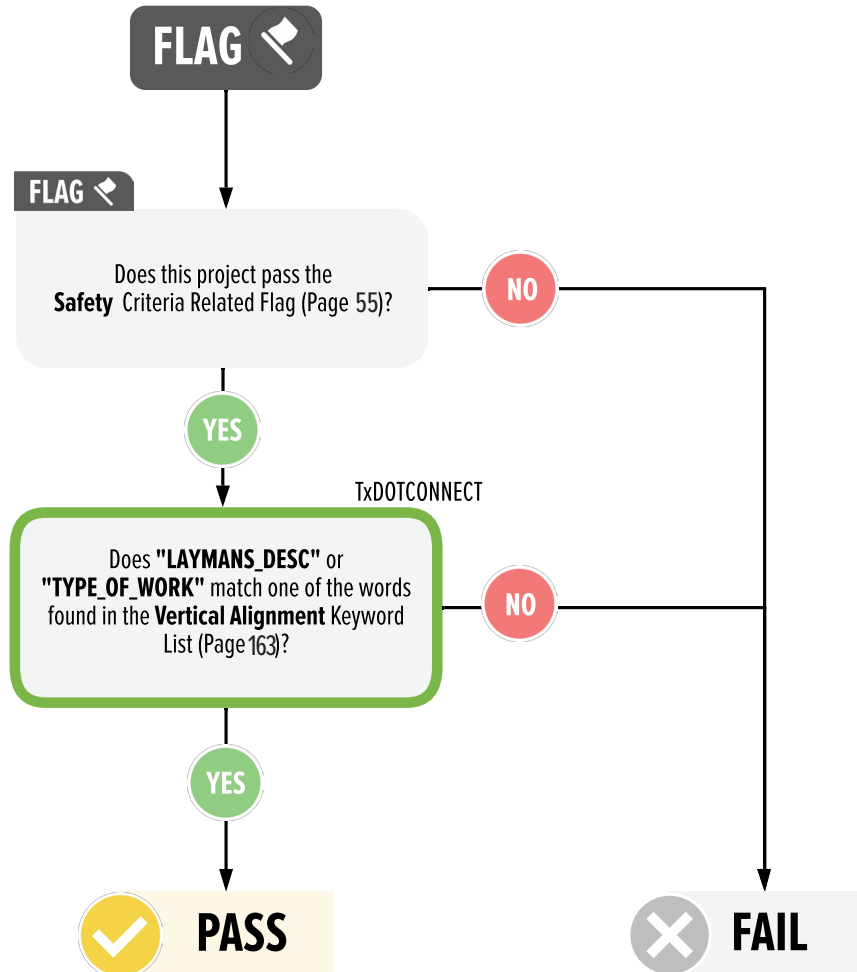 FLAG
FLAG
Does this project pass the
Safety Criteria Related Flag (Page 55)?
NO
YES
TxDOTCONNECT
Does "LAYMANS_DESC" or
"TYPE_OF_WORK" match one of the words
found in the Vertical Alignment Keyword
List (Page 163)?
NO
YES
PASS
FAIL